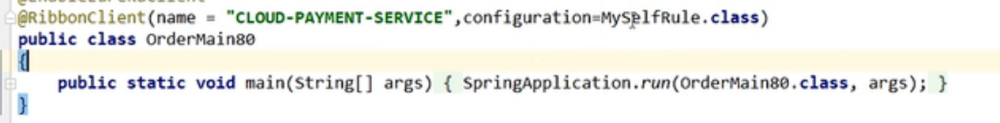 @EnableEurekaClient
@RibbonClient(name = "CLOUD-PAYMENT-SERVICE",configuration=MySelfRule.class)
public class OrderMain80
{
public static void main(String[] args) { SpringApplication.run(OrderMain80.class, args); }
}